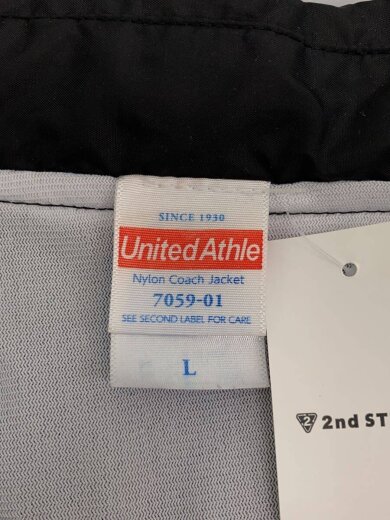 SINCE 1930
United Athle
Nylon Coach Jacket
7059-01
SEE SECOND LABEL FOR CARE
L
2nd ST